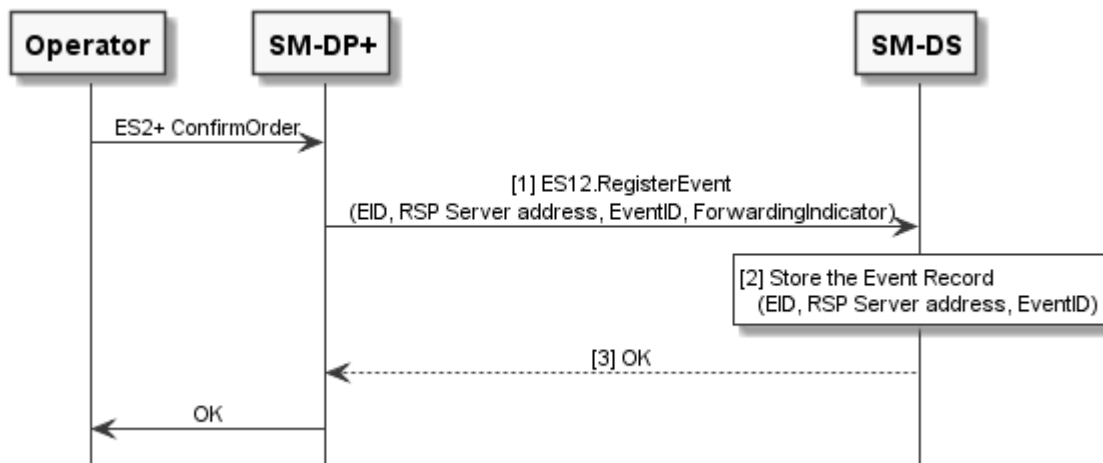 Operator
SM-DP+
SM-DS
ES2+ ConfirmOrder
[1] ES12.RegisterEvent
(EID, RSP Server address, EventID, ForwardingIndicator)
[2] Store the Event Record
(EID, RSP Server address, EventID)
[3] OK
OK